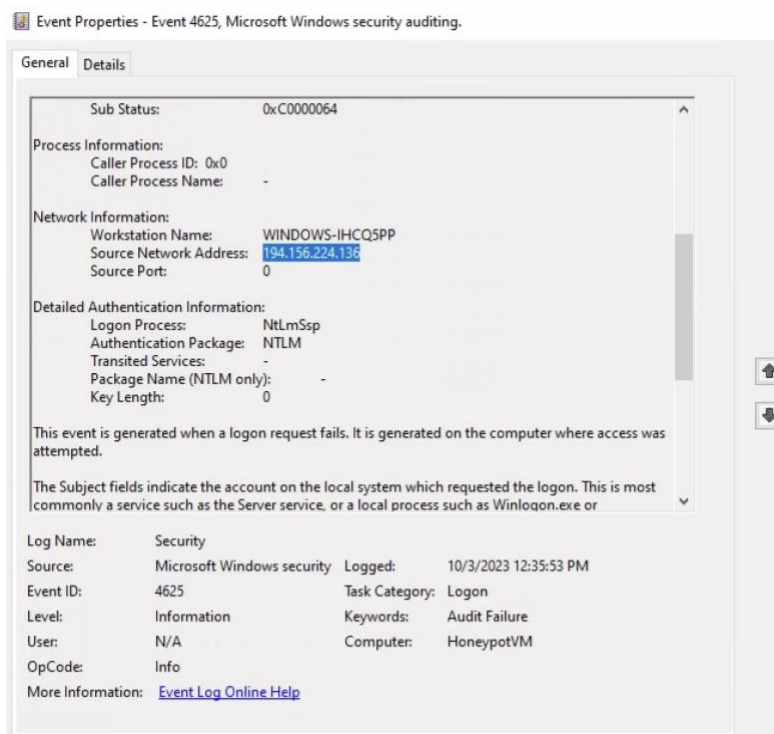 Event Properties - Event 4625, Microsoft Windows security auditing.
General Details
Sub Status: 0xC0000064
Process Information:
Caller Process ID: 0x0
Caller Process Name: -
Network Information:
Workstation Name: WINDOWS-IHCQ5PP
Source Network Address: 194.156.224.136
Source Port: 0
Detailed Authentication Information:
Logon Process: NtLmSsp
Authentication Package: NTLM
Transited Services: -
Package Name (NTLM only): -
Key Length: 0
This event is generated when a logon request fails. It is generated on the computer where access was
attempted.
The Subject fields indicate the account on the local system which requested the logon. This is most
commonly a service such as the Server service, or a local process such as Winlogon.exe or
Log Name: Security
Source: Microsoft Windows security Logged: 10/3/2023 12:35:53 PM
Event ID: 4625 Task Category: Logon
Level: Information Keywords: Audit Failure
User: N/A Computer: HoneypotVM
OpCode: Info
More Information: Event Log Online Help